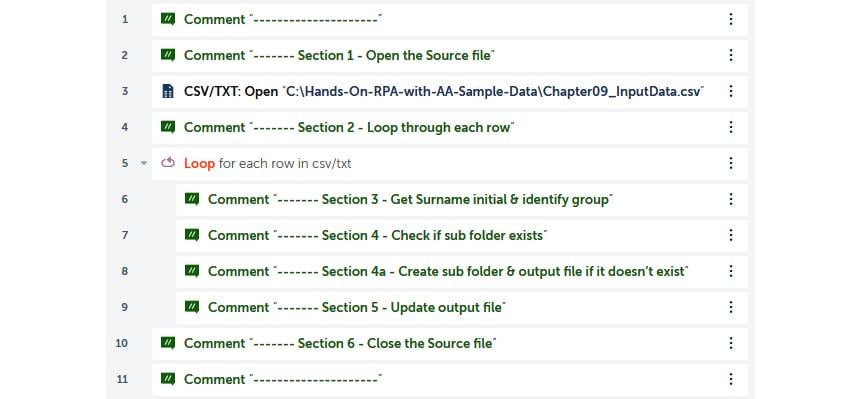 1 Comment "---------------------"
2 Comment "------- Section 1 - Open the Source file"
3 CSV/TXT: Open "C:\Hands-On-RPA-with-AA-Sample-Data\Chapter09_InputData.csv"
4 Comment "------- Section 2 - Loop through each row"
5 Loop for each row in csv/txt
6 Comment "------- Section 3 - Get Surname initial & identify group"
7 Comment "------- Section 4 - Check if sub folder exists"
8 Comment "------- Section 4a - Create sub folder & output file if it doesn't exist"
9 Comment "------- Section 5 - Update output file"
10 Comment "------- Section 6 - Close the Source file"
11 Comment "---------------------"